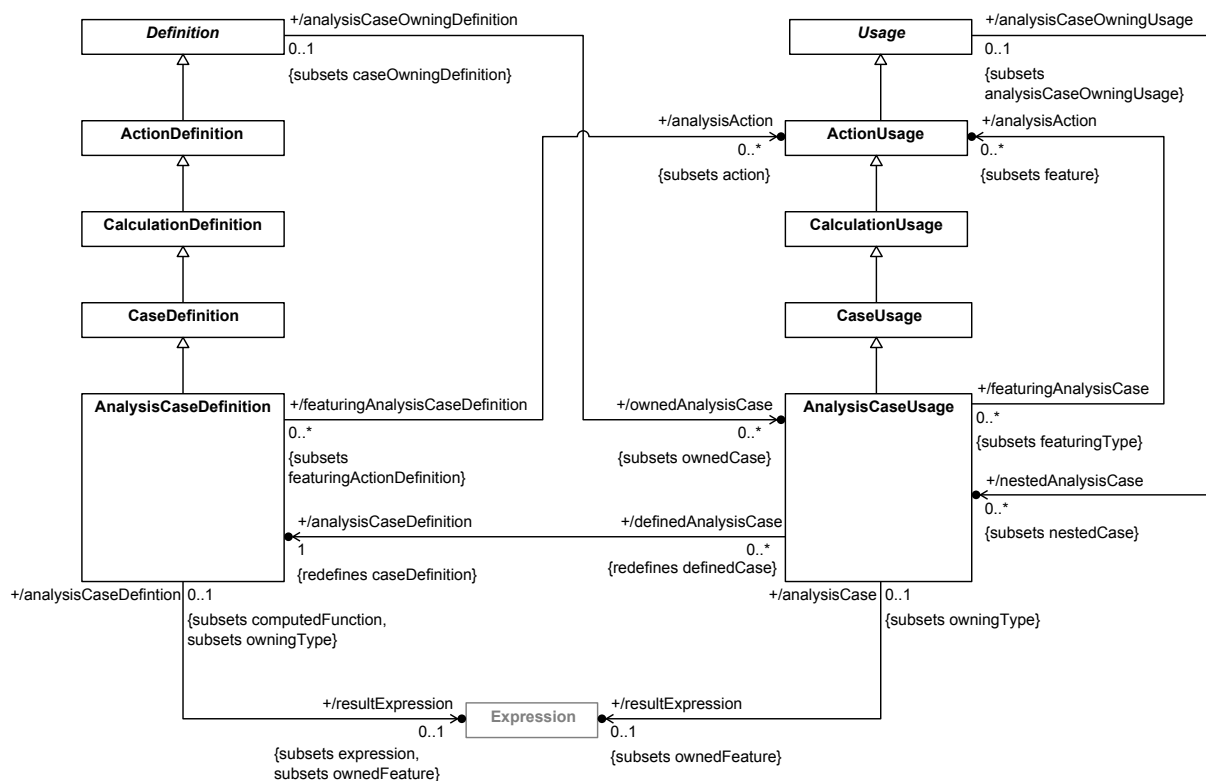 +/analysisCaseOwningDefinition
+/analysisCaseOwningUsage
Definition
Usage
0..1
0..1
{subsets caseOwningDefinition}
{subsets
analysisCaseOwningUsage}
+/analysisAction
+/analysisAction
ActionDefinition
ActionUsage
0..*
0..*
{subsets action}
{subsets feature}
CalculationDefinition
CalculationUsage
CaseDefinition
CaseUsage
AnalysisCaseDefinition
+/featuringAnalysisCaseDefinition
+/ownedAnalysisCase
AnalysisCaseUsage
+/featuringAnalysisCase
0..*
0..*
0..*
{subsets
featuringActionDefinition}
{subsets ownedCase}
{subsets featuringType}
+/nestedAnalysisCase
0..*
{subsets nestedCase}
+/analysisCaseDefinition
+/definedAnalysisCase
1
0..*
{redefines caseDefinition}
{redefines definedCase}
+/analysisCaseDefintion
0..1
+/analysisCase
0..1
{subsets computedFunction,
subsets owningType}
{subsets owningType}
+/resultExpression
+/resultExpression
Expression
0..1
0..1
{subsets expression,
subsets ownedFeature}
{subsets ownedFeature}